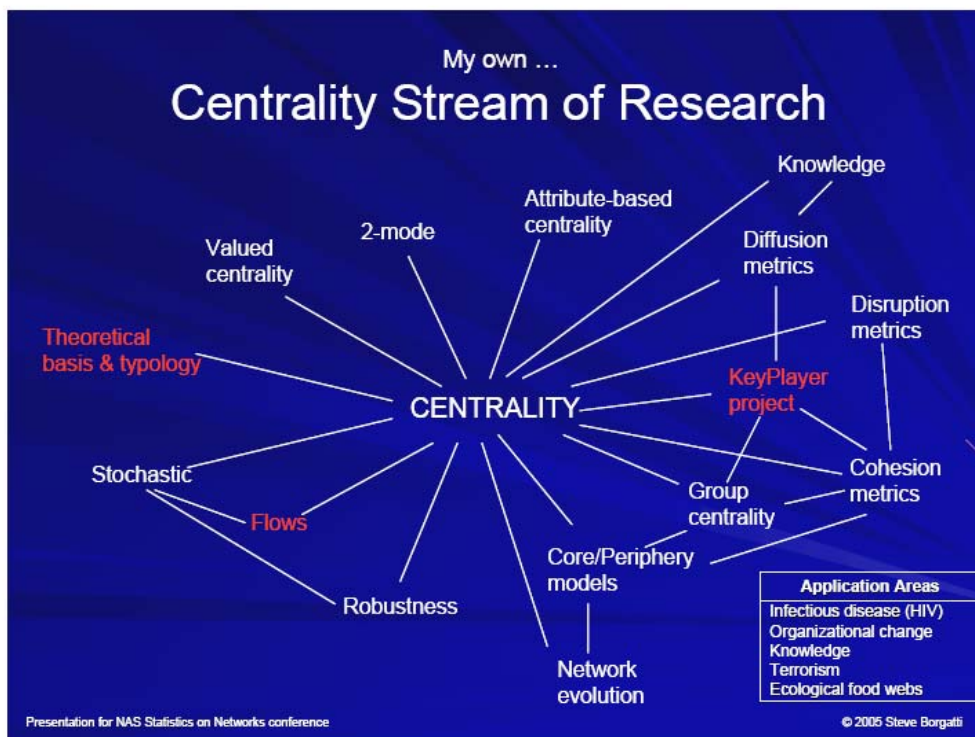 My own ...
Centrality Stream of Research
Knowledge
Attribute-based
centrality
2-mode
Diffusion
metrics
Valued
centrality
Disruption
metrics
Theoretical
basis & typology
KeyPlayer
project
CENTRALITY
Stochastic
Cohesion
metrics
Group
centrality
Flows
Core/Periphery
models
Robustness
Network
evolution
Application Areas
Infectious disease (HIV)
Organizational change
Knowledge
Terrorism
Ecological food webs
Presentation for NAS Statistics on Networks conference
© 2005 Steve Borgatti